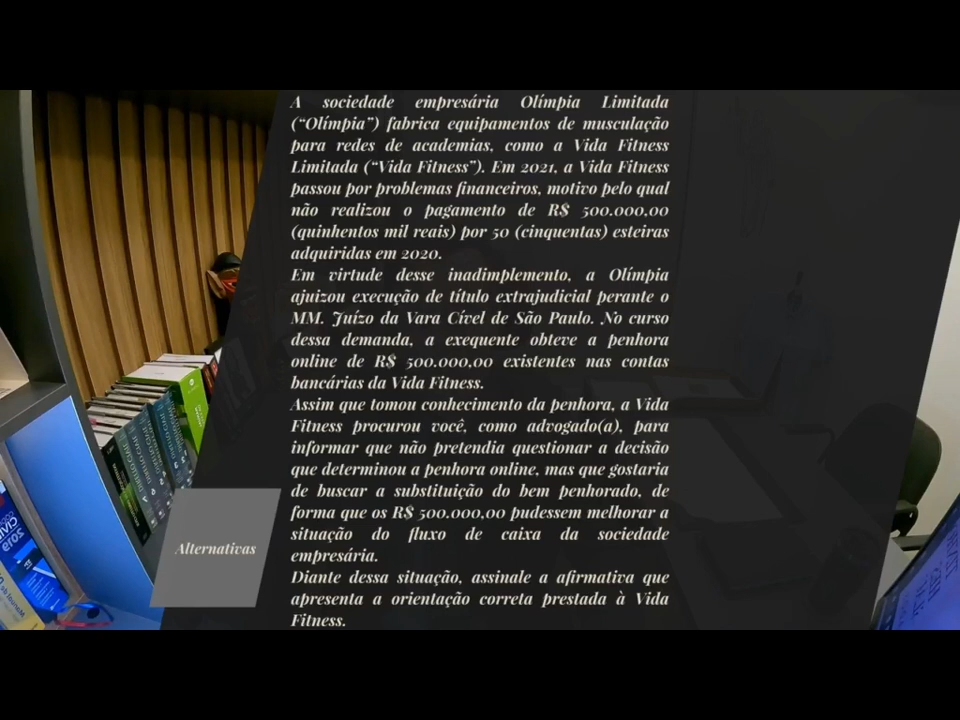 A sociedade empresária Olímpia Limitada
(“Olímpia”) fabrica equipamentos de musculação
para redes de academias, como a Vida Fitness
Limitada (“Vida Fitness”). Em 2021, a Vida Fitness
passou por problemas financeiros, motivo pelo qual
não realizou o pagamento de R$ 500.000,00
(quinhentos mil reais) por 50 (cinquentas) esteiras
adquiridas em 2020.
Em virtude desse inadimplemento, a Olímpia
ajuizou execução de título extrajudicial perante o
MM. Juízo da Vara Cível de São Paulo. No curso
dessa demanda, a exequente obteve a penhora
online de R$ 500.000,00 existentes nas contas
bancárias da Vida Fitness.
Assim que tomou conhecimento da penhora, a Vida
Fitness procurou você, como advogado(a), para
informar que não pretendia questionar a decisão
que determinou a penhora online, mas que gostaria
de buscar a substituição do bem penhorado, de
forma que os R$ 500.000,00 pudessem melhorar a
situação do fluxo de caixa da sociedade
empresária.
Diante dessa situação, assinale a afirmativa que
apresenta a orientação correta prestada à Vida
Fitness.
Alternativas
2019